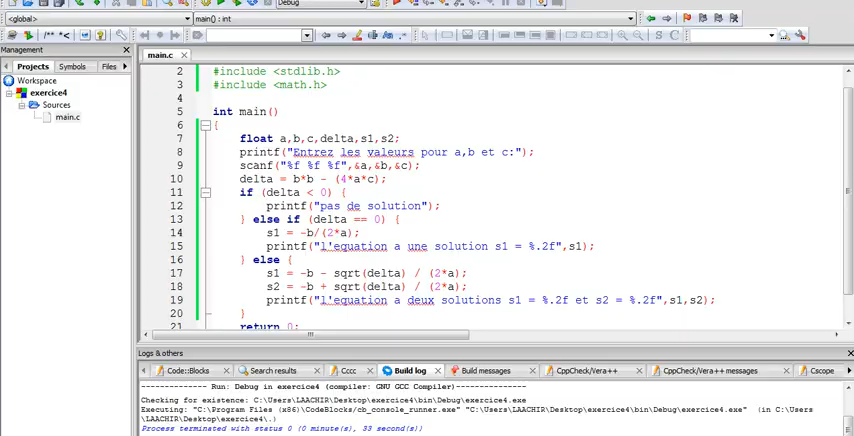 Debug
<global>
main() : int
/** *<
Aa
.*
S C
Management
main.c
Projects Symbols Files
Workspace
exercice4
Sources
main.c
2 #include <stdlib.h>
3 #include <math.h>
4
5 int main()
6 {
7 float a,b,c,delta,s1,s2;
8 printf("Entrez les valeurs pour a,b et c:");
9 scanf("%f %f %f",&a,&b,&c);
10 delta = b*b - (4*a*c);
11 if (delta < 0) {
12 printf("pas de solution");
13 } else if (delta == 0) {
14 s1 = -b/(2*a);
15 printf("l'equation a une solution s1 = %.2f",s1);
16 } else {
17 s1 = -b - sqrt(delta) / (2*a);
18 s2 = -b + sqrt(delta) / (2*a);
19 printf("l'equation a deux solutions s1 = %.2f et s2 = %.2f",s1,s2);
20 }
21 return 0;
Logs & others
Code::Blocks Search results Cccc Build log Build messages CppCheck/Vera++ CppCheck/Vera++ messages Cscope
-------------- Run: Debug in exercice4 (compiler: GNU GCC Compiler)---------------
Checking for existence: C:\Users\LAACHIR\Desktop\exercice4\bin\Debug\exercice4.exe
Executing: "C:\Program Files (x86)\CodeBlocks/cb_console_runner.exe" "C:\Users\LAACHIR\Desktop\exercice4\bin\Debug\exercice4.exe" (in C:\Users
\LAACHIR\Desktop\exercice4\.)
Process terminated with status 0 (0 minute(s), 33 second(s))